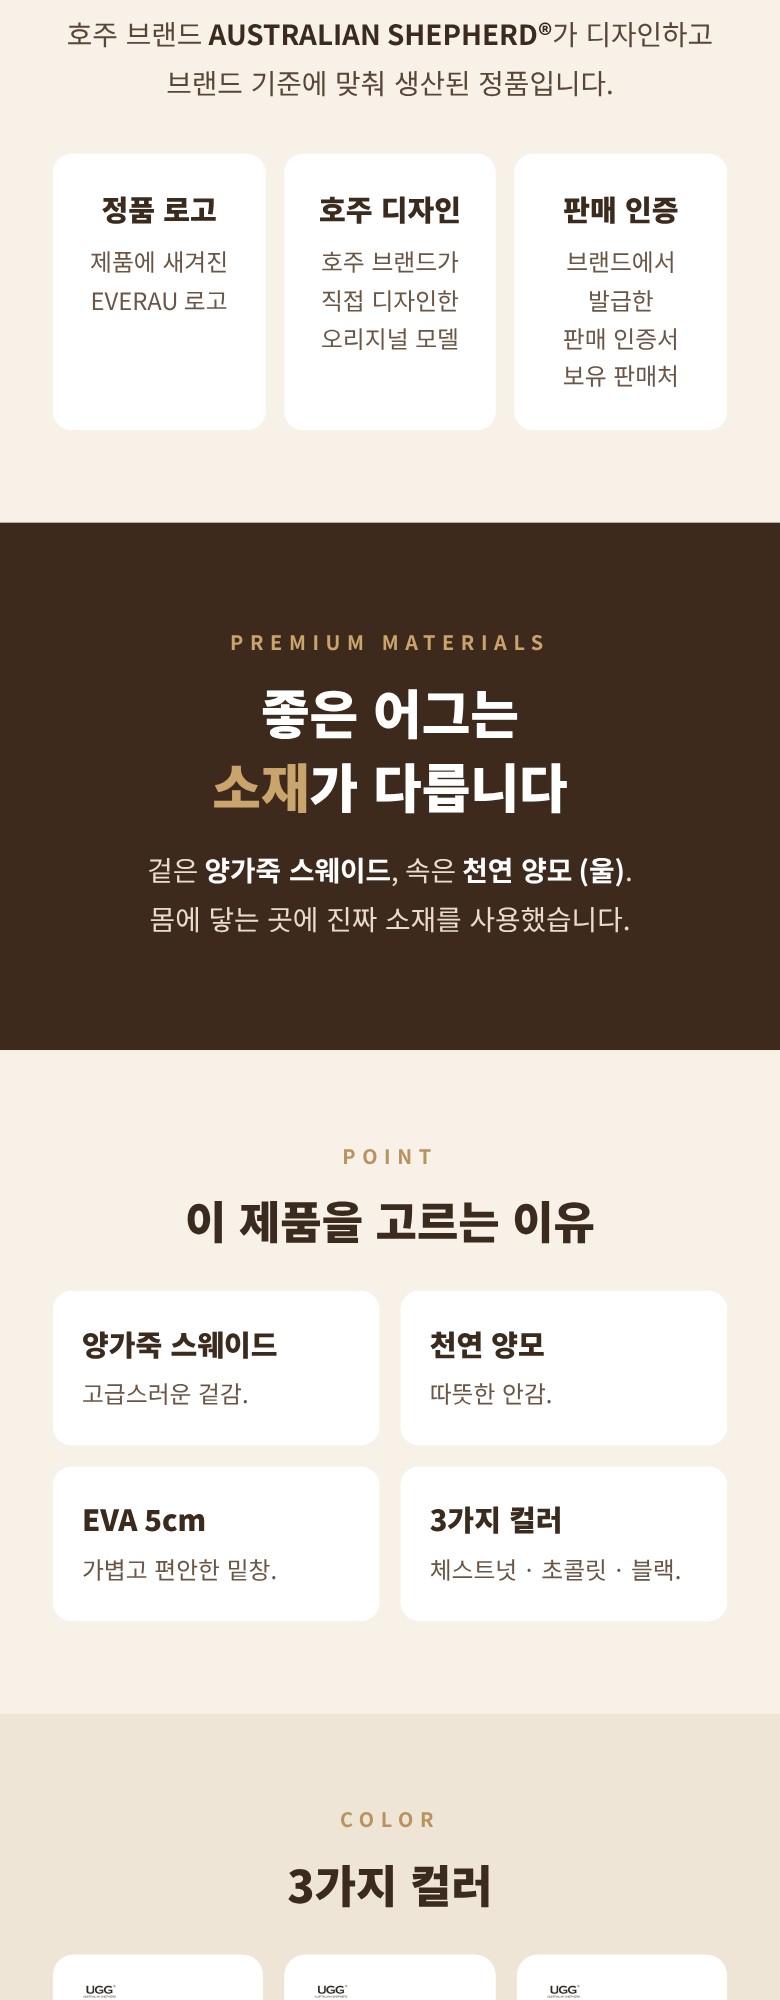 호주 브랜드 AUSTRALIAN SHEPHERD®가 디자인하고
브랜드 기준에 맞춰 생산된 정품입니다.
정품 로고
제품에 새겨진
EVERAU 로고
호주 디자인
호주 브랜드가
직접 디자인한
오리지널 모델
판매 인증
브랜드에서
발급한
판매 인증서
보유 판매처
PREMIUM MATERIALS
좋은 어그는
소재가 다릅니다
겉은 양가죽 스웨이드, 속은 천연 양모 (울).
몸에 닿는 곳에 진짜 소재를 사용했습니다.
POINT
이 제품을 고르는 이유
양가죽 스웨이드
고급스러운 겉감.
천연 양모
따뜻한 안감.
EVA 5cm
가볍고 편안한 밑창.
3가지 컬러
체스트넛 · 초콜릿 · 블랙.
COLOR
3가지 컬러
UGG®
AUSTRALIAN SHEPHERD
UGG®
AUSTRALIAN SHEPHERD
UGG®
AUSTRALIAN SHEPHERD